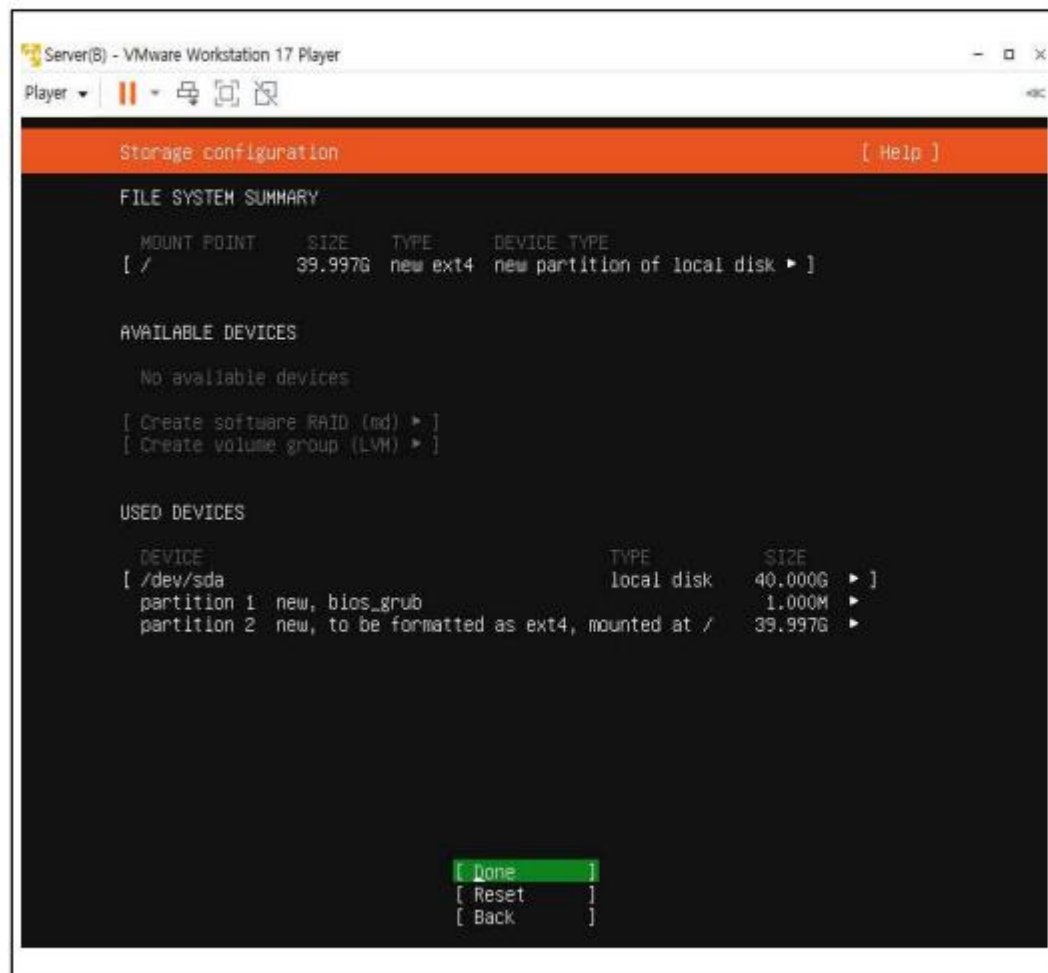 Server(B) - VMware Workstation 17 Player
Player
Storage configuration [ Help ]
FILE SYSTEM SUMMARY
MOUNT POINT SIZE TYPE DEVICE TYPE
[ / 39.997G new ext4 new partition of local disk ▸ ]
AVAILABLE DEVICES
No available devices
[ Create software RAID (md) ▸ ]
[ Create volume group (LVM) ▸ ]
USED DEVICES
DEVICE TYPE SIZE
[ /dev/sda local disk 40.000G ▸ ]
partition 1 new, bios_grub 1.000M ▸
partition 2 new, to be formatted as ext4, mounted at / 39.997G ▸
[ Done ]
[ Reset ]
[ Back ]